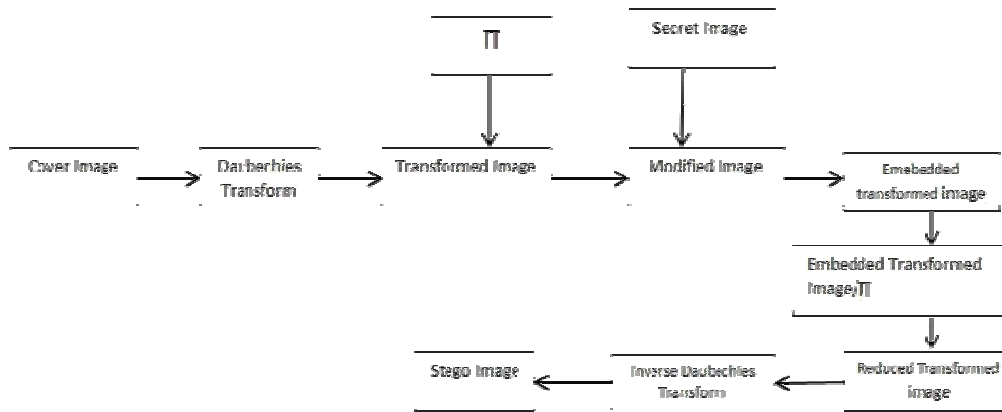 ∏
Secret Image
Cover Image
Daubechies
Transform
Transformed Image
Modified Image
Emebedded
transformed image
Embedded Transformed
Image/∏
Stego Image
Inverse Daubechies
Transform
Reduced Transformed
image